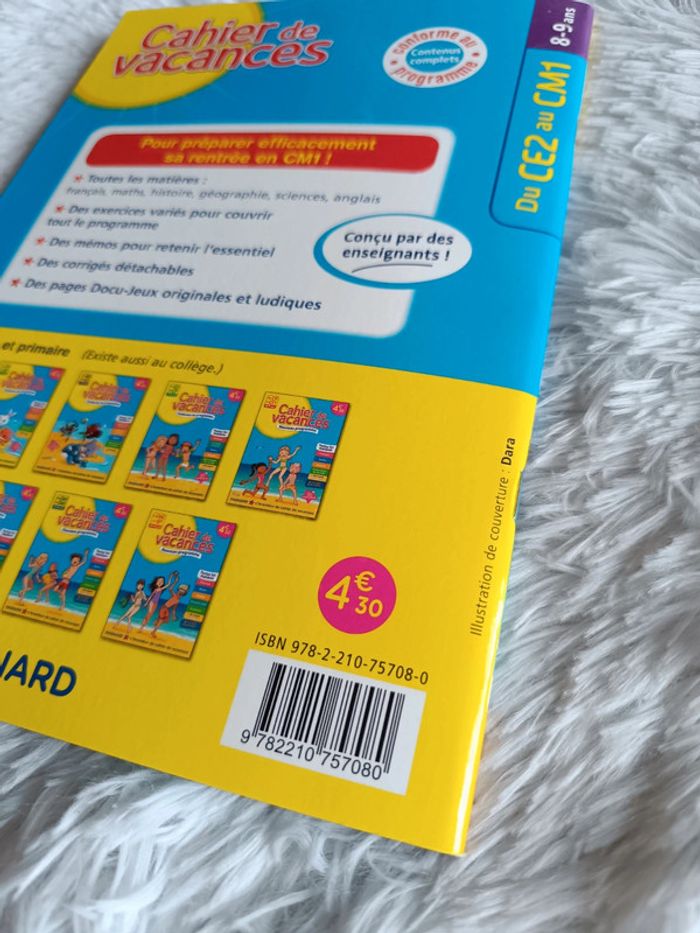 Cahier de
vacances
conforme au
Contenus
complets
programme
8-9 ans
Du CE2 au CM1
Pour préparer efficacement
sa rentrée en CM1 !
* Toutes les matières :
français, maths, histoire, géographie, sciences, anglais
* Des exercices variés pour couvrir
tout le programme
* Des mémos pour retenir l'essentiel
* Des corrigés détachables
* Des pages Docu-Jeux originales et ludiques
Conçu par des
enseignants !
et primaire (Existe aussi au collège.)
Cahier de
vacances
Cahier de
vacances
Cahier de
vacances
Cahier de
vacances
4€30
ISBN 978-2-210-75708-0
9 782210 757080
NARD
Illustration de couverture : Dara